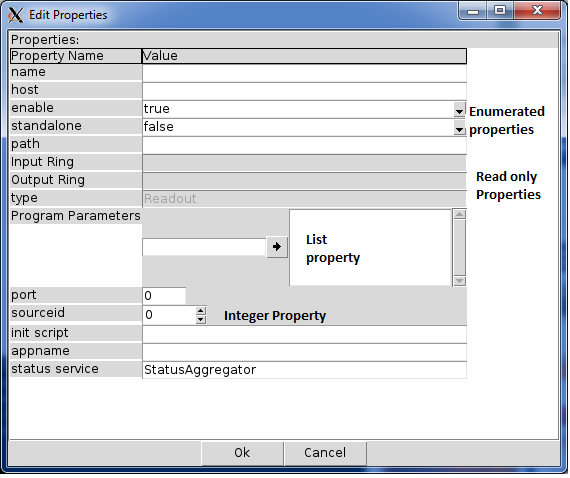 Edit Properties
Properties:
Property Name Value
name
host
enable true
Enumerated
properties
standalone false
path
Input Ring
Output Ring
Read only
Properties
type Readout
Program Parameters
List
property
port 0
sourceid 0 Integer Property
init script
appname
status service StatusAggregator
Ok Cancel